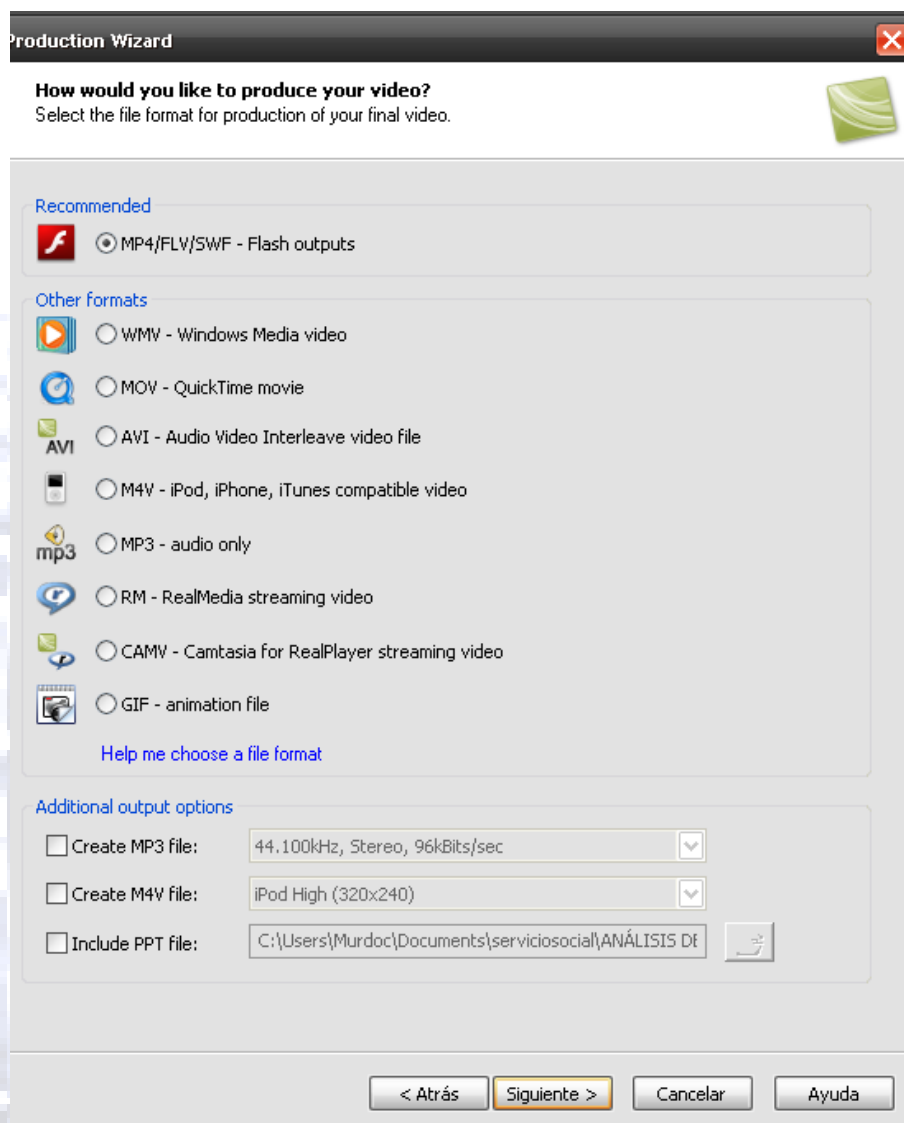 Production Wizard
How would you like to produce your video?
Select the file format for production of your final video.
Recommended
MP4/FLV/SWF - Flash outputs
Other formats
WMV - Windows Media video
MOV - QuickTime movie
AVI
AVI - Audio Video Interleave video file
M4V - iPod, iPhone, iTunes compatible video
mp3
MP3 - audio only
RM - RealMedia streaming video
CAMV - Camtasia for RealPlayer streaming video
GIF - animation file
Help me choose a file format
Additional output options
Create MP3 file: 44.100kHz, Stereo, 96kBits/sec
Create M4V file: iPod High (320x240)
Include PPT file: C:\Users\Murdoc\Documents\serviciosocial\ANÁLISIS DE
< Atrás Siguiente > Cancelar Ayuda